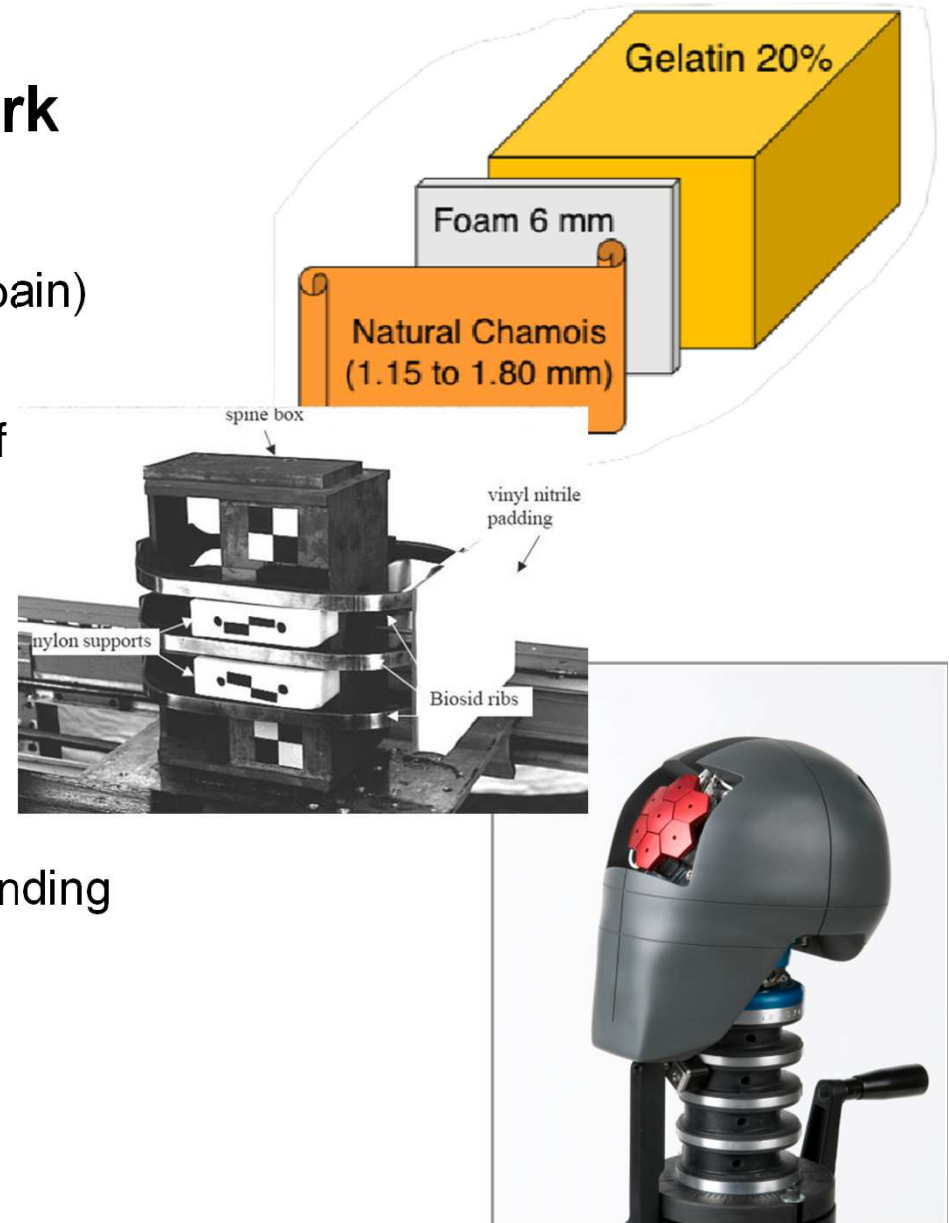 rk
Gelatin 20%
Foam 6 mm
pain)
Natural Chamois
(1.15 to 1.80 mm)
f
spine box
vinyl nitrile
padding
nylon supports
Biosid ribs
nding